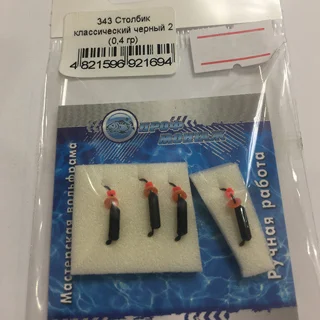 343 Столбик
классический черный 2
(0,4 гр)
4 821596 921694
Мастерская вольфрама
Ручная работа